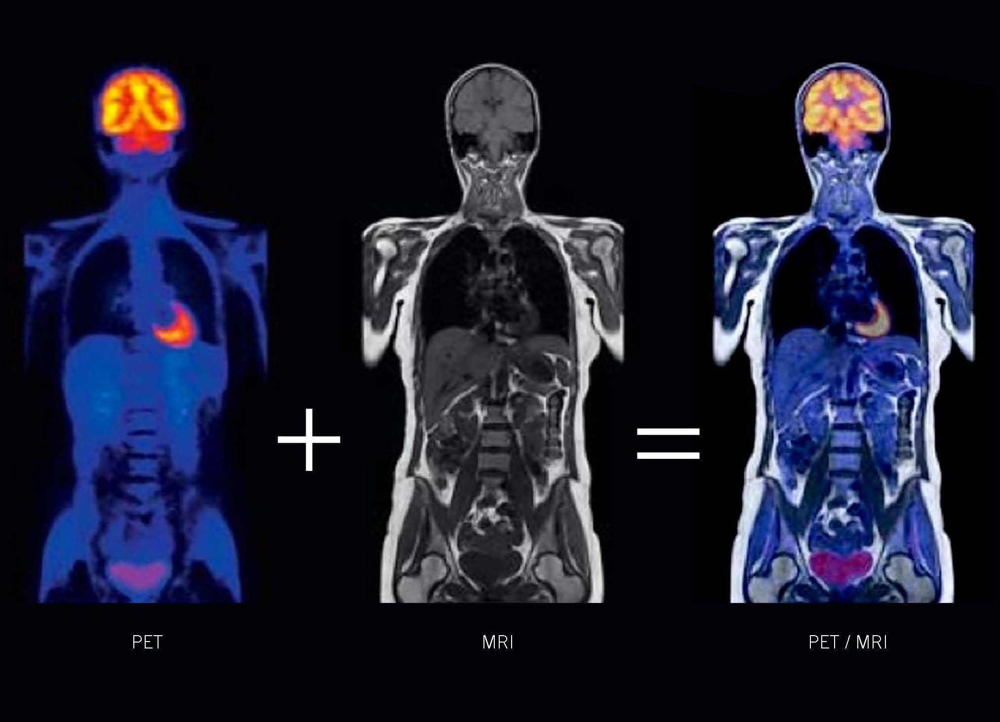 +
=
PET
MRI
PET / MRI